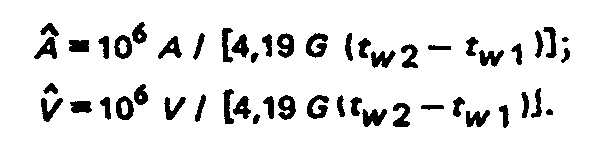 Â = 10⁶ A / [4,19 G (t_w2 − t_w1)];
V̂ = 10⁶ V / [4,19 G (t_w2 − t_w1)].